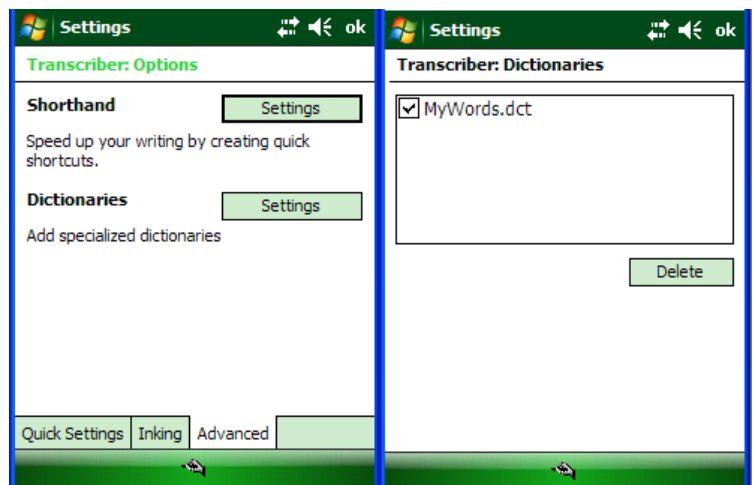 Settings ok
Transcriber: Options
Shorthand Settings
Speed up your writing by creating quick
shortcuts.
Dictionaries Settings
Add specialized dictionaries
Quick Settings Inking Advanced
Settings ok
Transcriber: Dictionaries
MyWords.dct
Delete